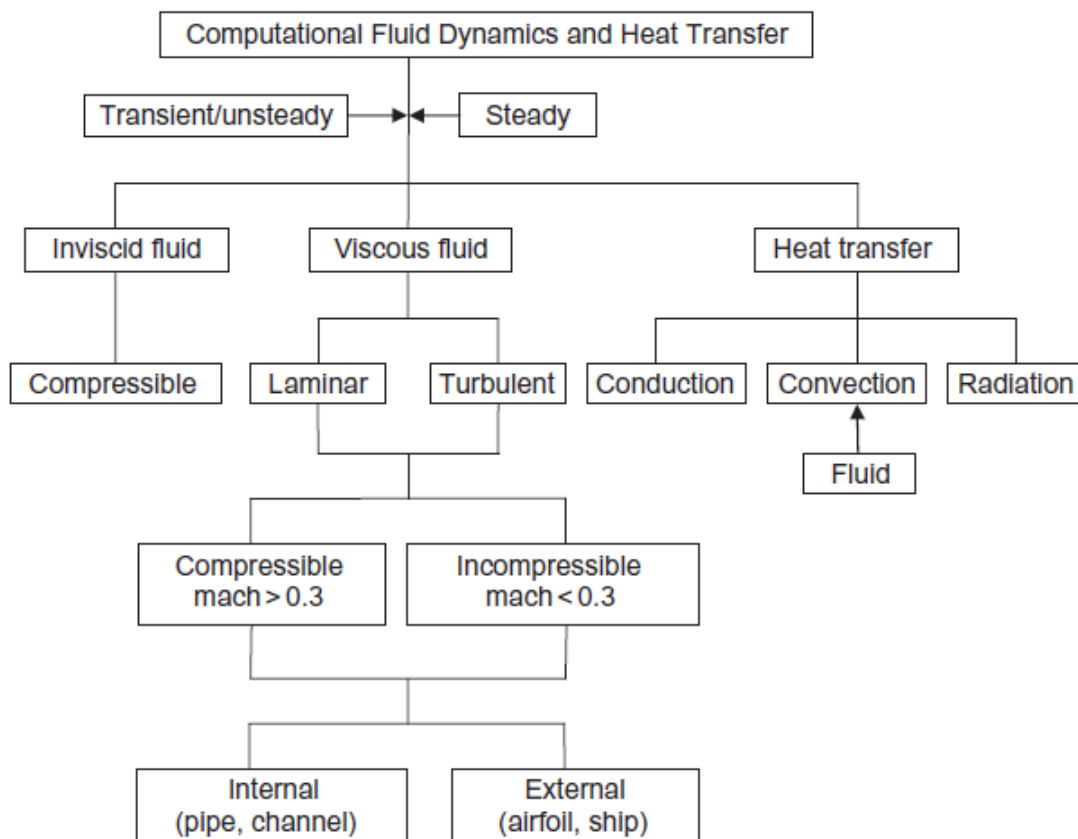 Computational Fluid Dynamics and Heat Transfer
Transient/unsteady
Steady
Inviscid fluid
Viscous fluid
Heat transfer
Compressible
Laminar
Turbulent
Conduction
Convection
Radiation
Fluid
Compressible
mach > 0.3
Incompressible
mach < 0.3
Internal
(pipe, channel)
External
(airfoil, ship)